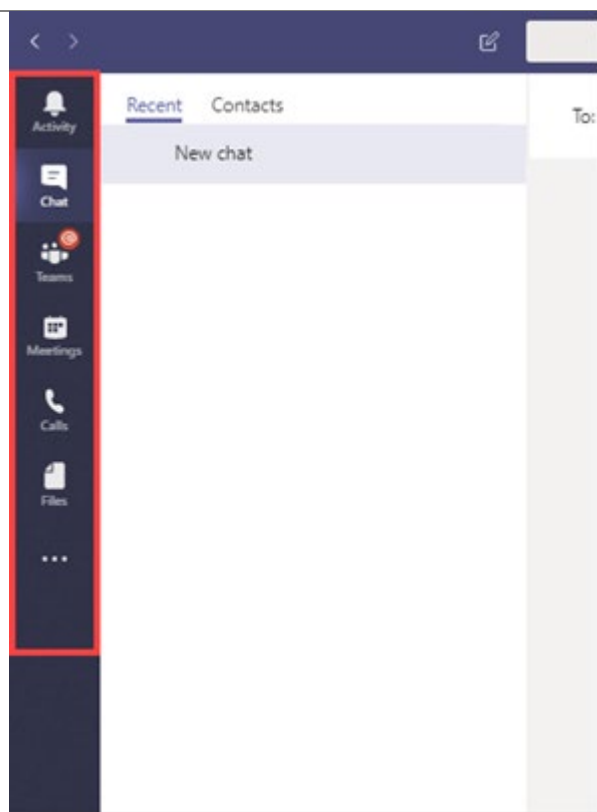 Activity
Recent Contacts
To:
New chat
Chat
Teams
Meetings
Calls
Files